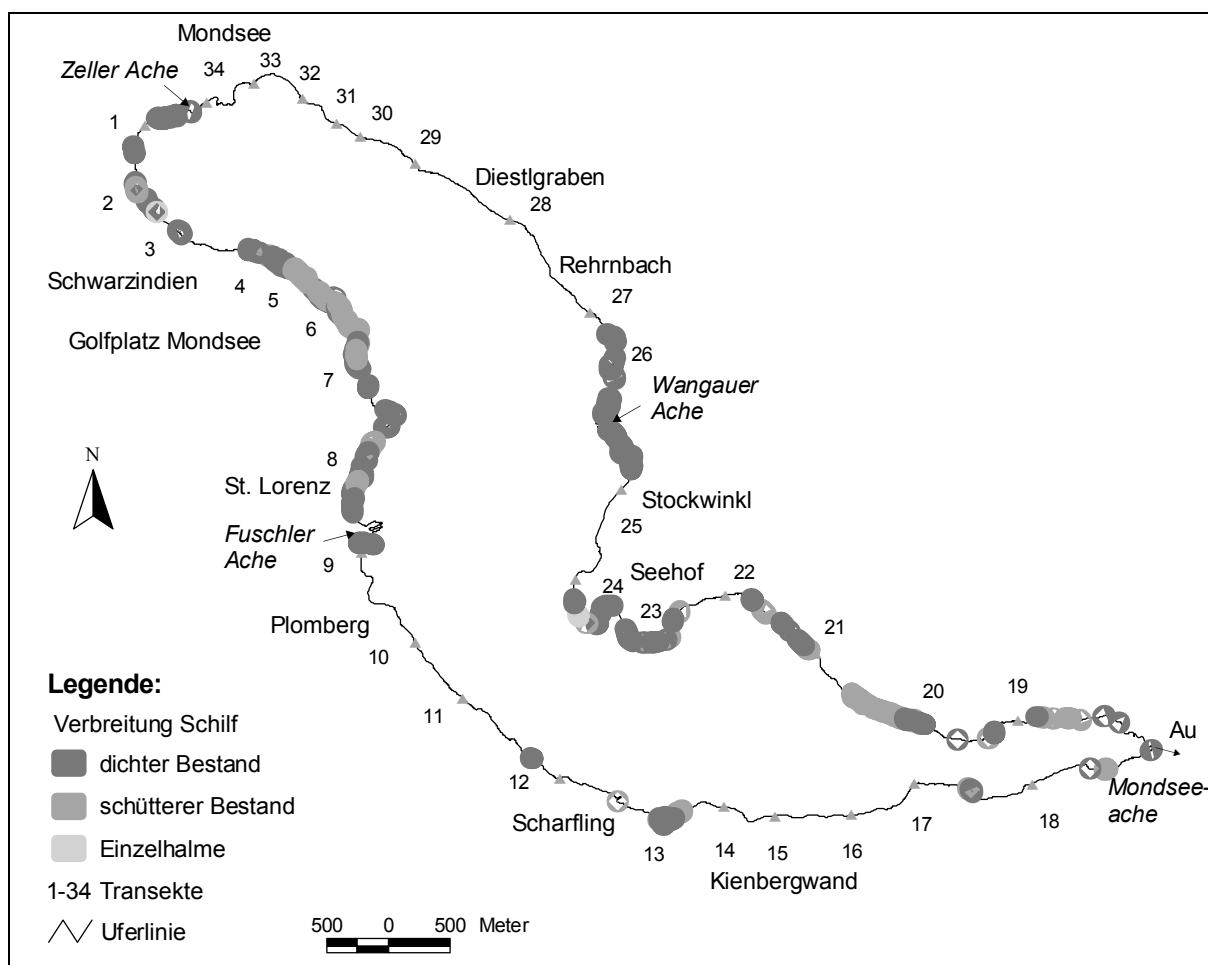 Mondsee
Zeller Ache
34
33
32
31
30
29
1
Diestlgraben
28
2
3
Rehrnbach
Schwarzindien
4
5
27
6
Golfplatz Mondsee
26
7
Wangauer
Ache
N
8
St. Lorenz
Stockwinkl
25
Fuschler
Ache
9
Seehof
24
22
23
Plomberg
10
21
Legende:
11
20
19
Verbreitung Schilf
Au
dichter Bestand
12
Mondsee-
ache
schütterer Bestand
Scharfling
17
18
Einzelhalme
13
14
15
16
Kienbergwand
1-34 Transekte
Uferlinie
500 0 500 Meter